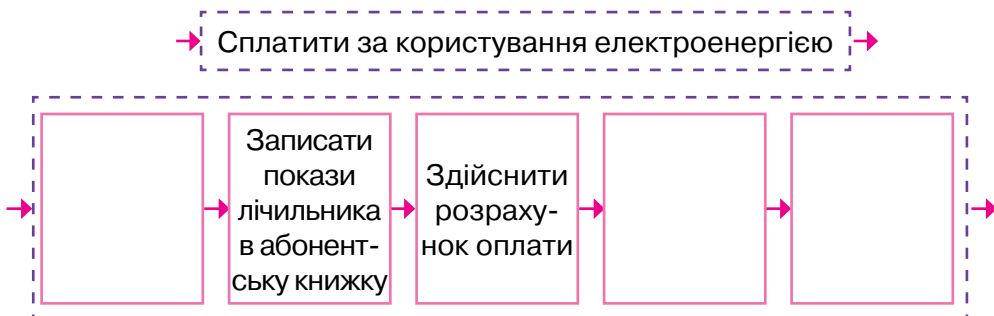 Сплатити за користування електроенергією
Записати
покази
лічильника
в абонент-
ську книжку
Здійснити
розраху-
нок оплати